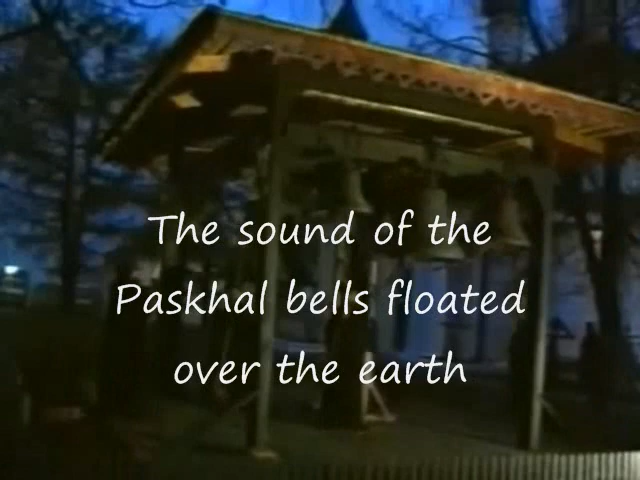 The sound of the
Paskhal bells floated
over the earth